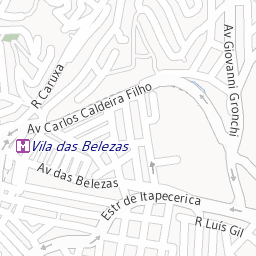 Av Giovanni Gronchi
R Caruxa
Av Carlos Caldeira Filho
Vila das Belezas
Av das Belezas
Estr de Itapecerica
R Luís Gil